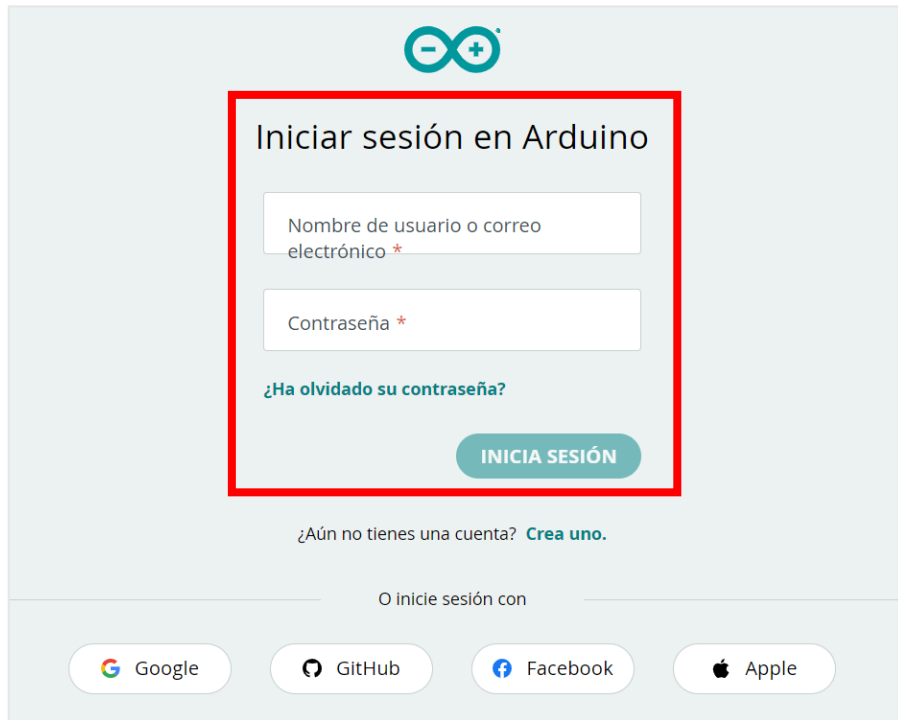 Iniciar sesión en Arduino
Nombre de usuario o correo
electrónico *
Contraseña *
¿Ha olvidado su contraseña?
INICIA SESIÓN
¿Aún no tienes una cuenta? Crea uno.
O inicie sesión con
Google GitHub Facebook Apple